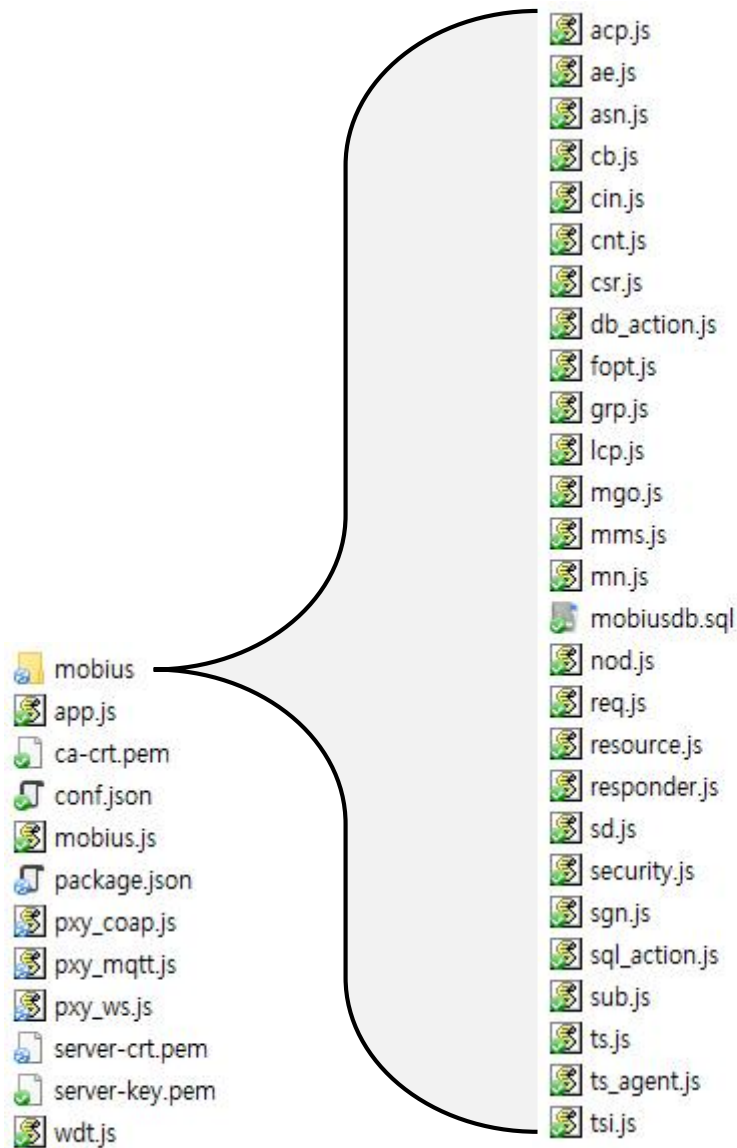 mobius
app.js
ca-crt.pem
conf.json
mobius.js
package.json
pxy_coap.js
pxy_mqtt.js
pxy_ws.js
server-crt.pem
server-key.pem
wdt.js
acp.js
ae.js
asn.js
cb.js
cin.js
cnt.js
csr.js
db_action.js
fopt.js
grp.js
lcp.js
mgo.js
mms.js
mn.js
mobiusdb.sql
nod.js
req.js
resource.js
responder.js
sd.js
security.js
sgn.js
sql_action.js
sub.js
ts.js
ts_agent.js
tsi.js